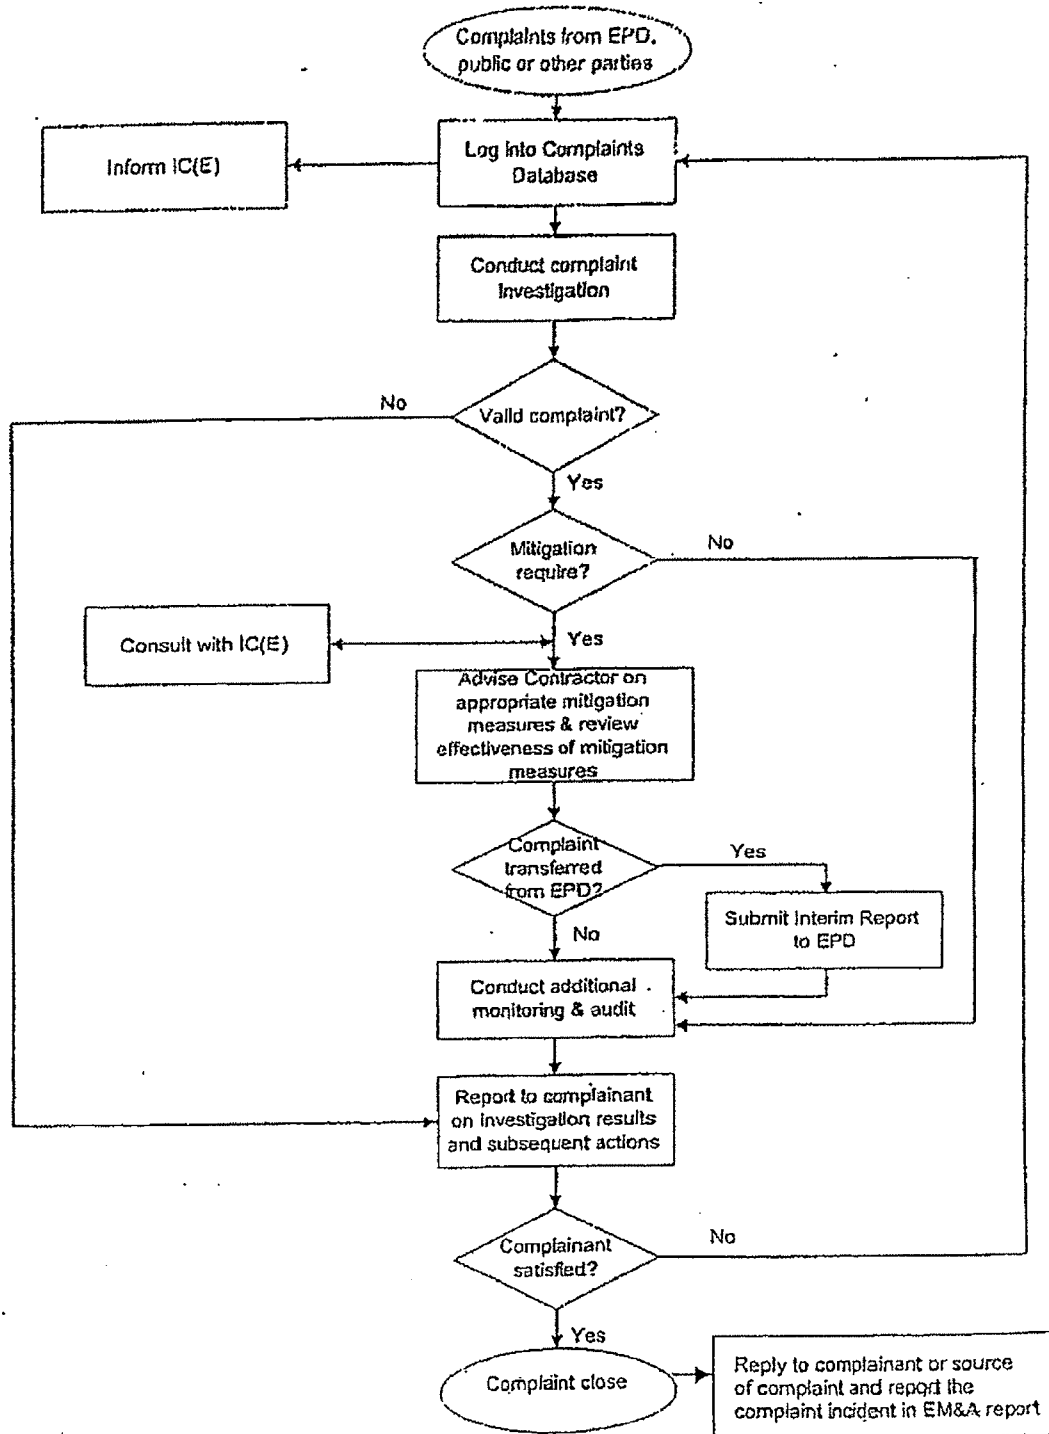 Complaints from EPD,
public or other parties
Inform IC(E)
Log into Complaints
Database
Conduct complaint
Investigation
No
Valid complaint?
Yes
Mitigation
require?
No
Consult with IC(E)
Yes
Advise Contractor on
appropriate mitigation
measures & review
effectiveness of mitigation
measures
Complaint
transferred
from EPD?
Yes
Submit Interim Report
to EPD
No
Conduct additional
monitoring & audit
Report to complainant
on investigation results
and subsequent actions
Complainant
satisfied?
No
Yes
Complaint close
Reply to complainant or source
of complaint and report the
complaint incident in EM&A report